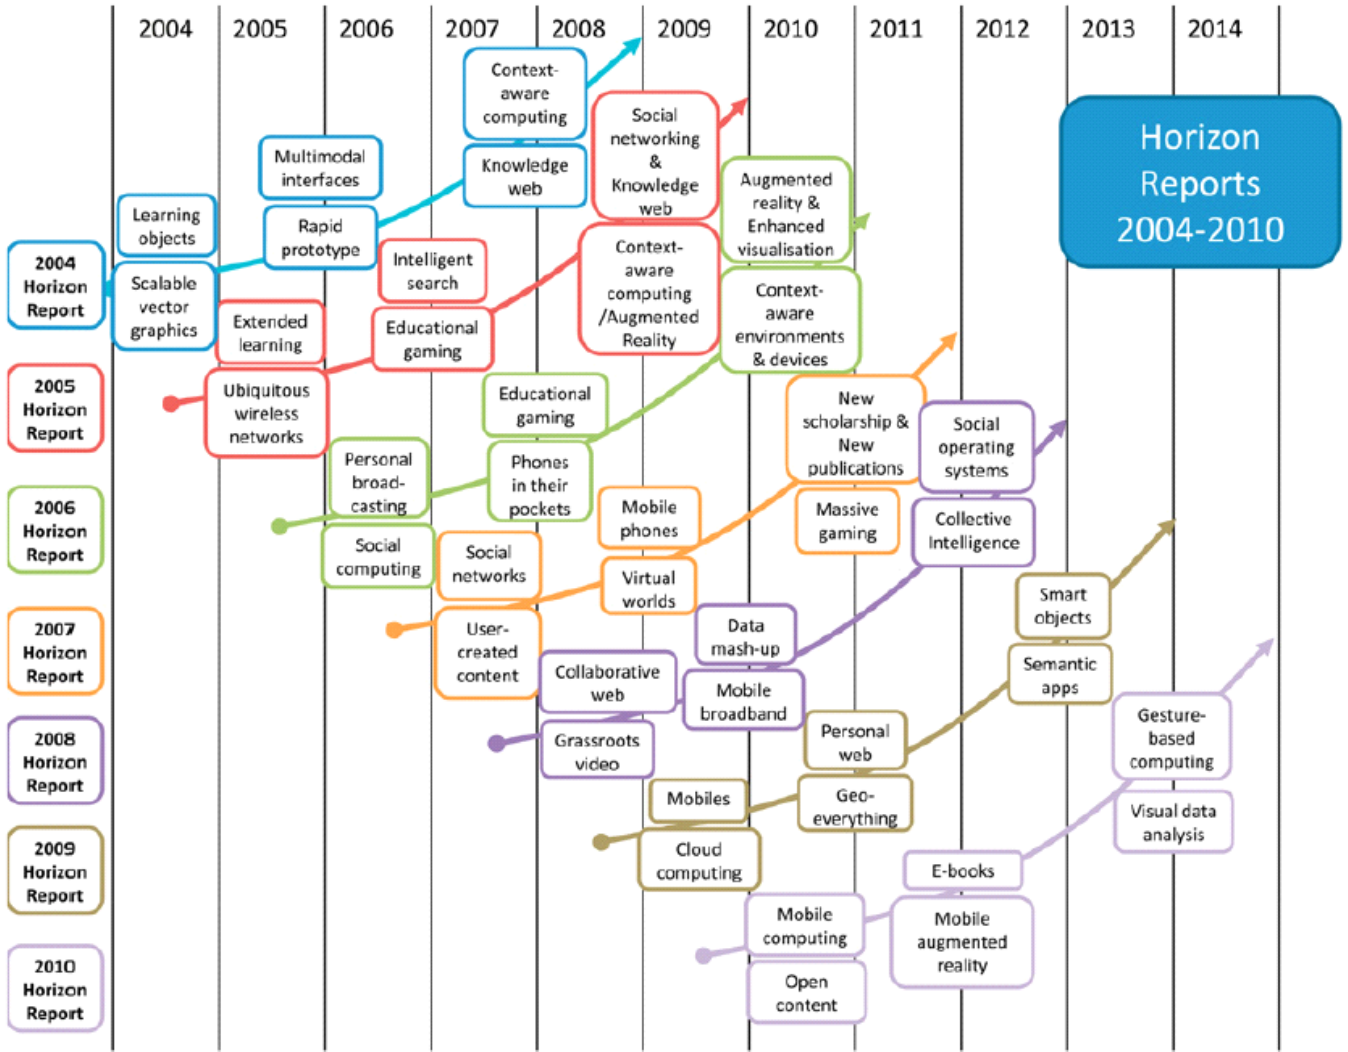 2004 2005 2006 2007 2008 2009 2010 2011 2012 2013 2014
Horizon
Reports
2004-2010
2004
Horizon
Report
Learning
objects
Scalable
vector
graphics
Multimodal
interfaces
Rapid
prototype
Context-
aware
computing
Knowledge
web
2005
Horizon
Report
Extended
learning
Ubiquitous
wireless
networks
Intelligent
search
Educational
gaming
Social
networking
&
Knowledge
web
Context-
aware
computing
/Augmented
Reality
2006
Horizon
Report
Personal
broad-
casting
Social
computing
Educational
gaming
Phones
in their
pockets
Augmented
reality &
Enhanced
visualisation
Context-
aware
environments
& devices
2007
Horizon
Report
Social
networks
User-
created
content
Mobile
phones
Virtual
worlds
New
scholarship &
New
publications
Massive
gaming
2008
Horizon
Report
Collaborative
web
Grassroots
video
Data
mash-up
Mobile
broadband
Social
operating
systems
Collective
Intelligence
2009
Horizon
Report
Mobiles
Cloud
computing
Personal
web
Geo-
everything
Smart
objects
Semantic
apps
2010
Horizon
Report
Mobile
computing
Open
content
E-books
Mobile
augmented
reality
Gesture-
based
computing
Visual data
analysis